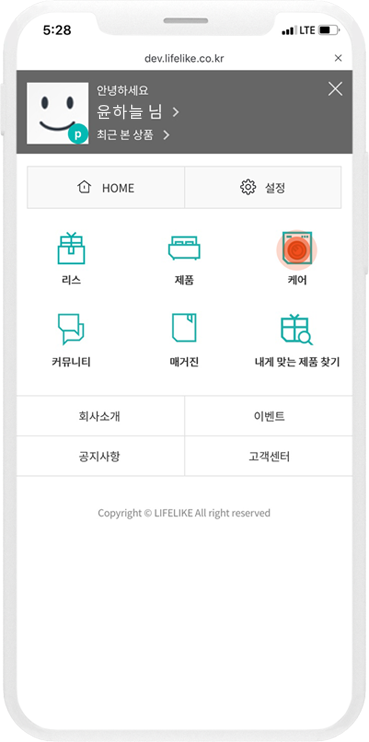 5:28
LTE
dev.lifelike.co.kr
안녕하세요
윤하늘 님
최근 본 상품
p
HOME
설정
리스
제품
케어
커뮤니티
매거진
내게 맞는 제품 찾기
회사소개
이벤트
공지사항
고객센터
Copyright © LIFELIKE All right reserved